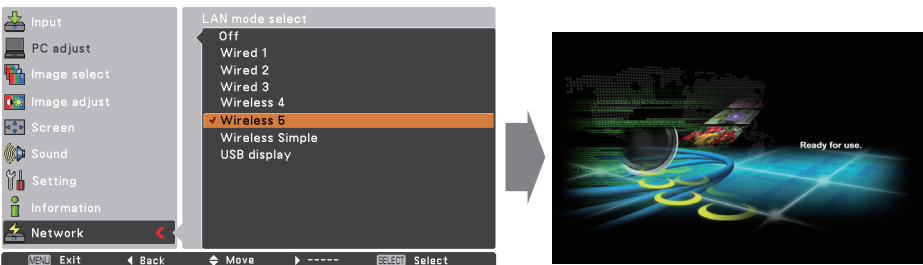 Input
PC adjust
Image select
Image adjust
Screen
Sound
Setting
Information
Network
LAN mode select
Off
Wired 1
Wired 2
Wired 3
Wireless 4
Wireless 5
Wireless Simple
USB display
MENU Exit Back Move ----- SELECT Select
Ready for use.